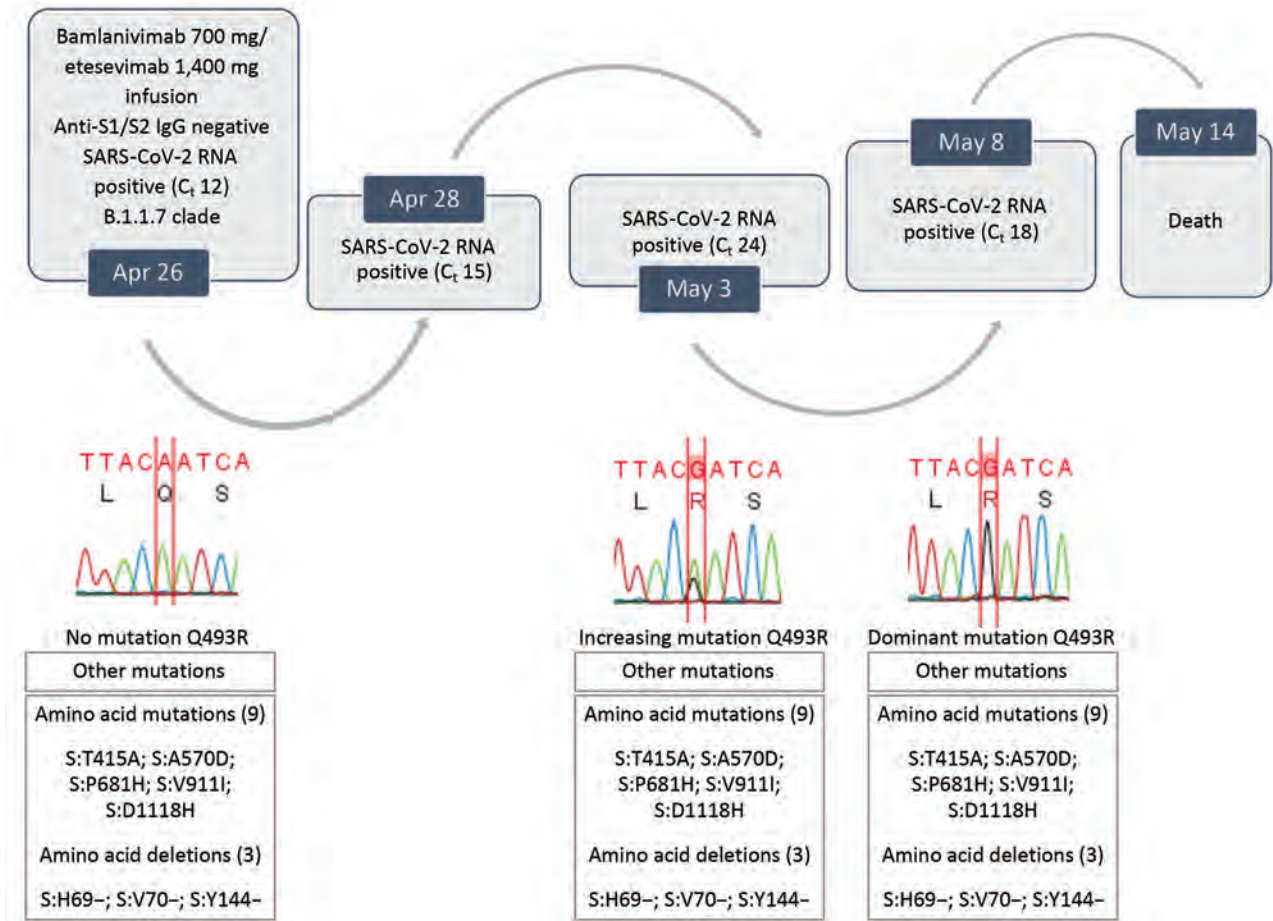 Bamlanivimab 700 mg/
etesevimab 1,400 mg
infusion
Anti-S1/S2 IgG negative
SARS-CoV-2 RNA
positive (Cₜ 12)
B.1.1.7 clade
Apr 26
Apr 28
SARS-CoV-2 RNA
positive (Cₜ 15)
SARS-CoV-2 RNA
positive (Cₜ 24)
May 3
May 8
SARS-CoV-2 RNA
positive (Cₜ 18)
May 14
Death
TTACAATCA
L Q S
No mutation Q493R
Other mutations
Amino acid mutations (9)
S:T415A; S:A570D;
S:P681H; S:V911I;
S:D1118H
Amino acid deletions (3)
S:H69–; S:V70–; S:Y144–
TTACGATCA
L R S
Increasing mutation Q493R
Other mutations
Amino acid mutations (9)
S:T415A; S:A570D;
S:P681H; S:V911I;
S:D1118H
Amino acid deletions (3)
S:H69–; S:V70–; S:Y144–
TTACGATCA
L R S
Dominant mutation Q493R
Other mutations
Amino acid mutations (9)
S:T415A; S:A570D;
S:P681H; S:V911I;
S:D1118H
Amino acid deletions (3)
S:H69–; S:V70–; S:Y144–